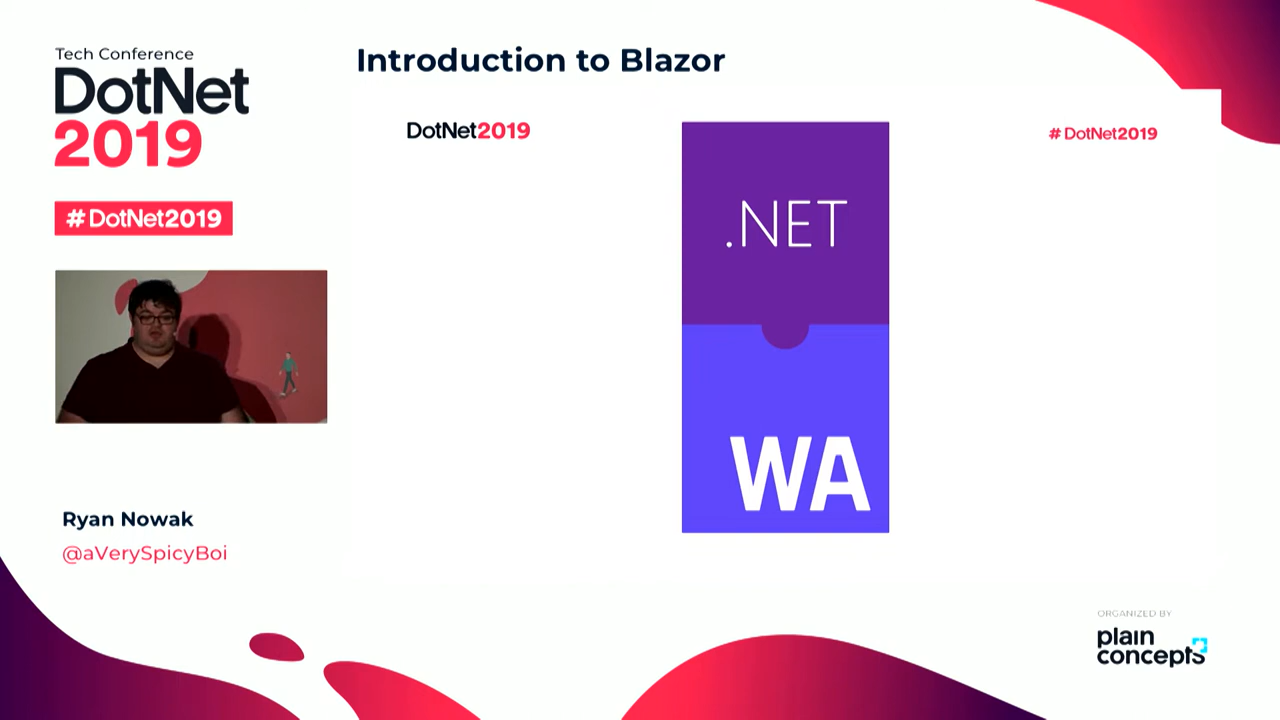 Tech Conference
DotNet
2019
#DotNet2019
Introduction to Blazor
DotNet2019
#DotNet2019
.NET
WA
Ryan Nowak
@aVerySpicyBoi
ORGANIZED BY
plain
concepts